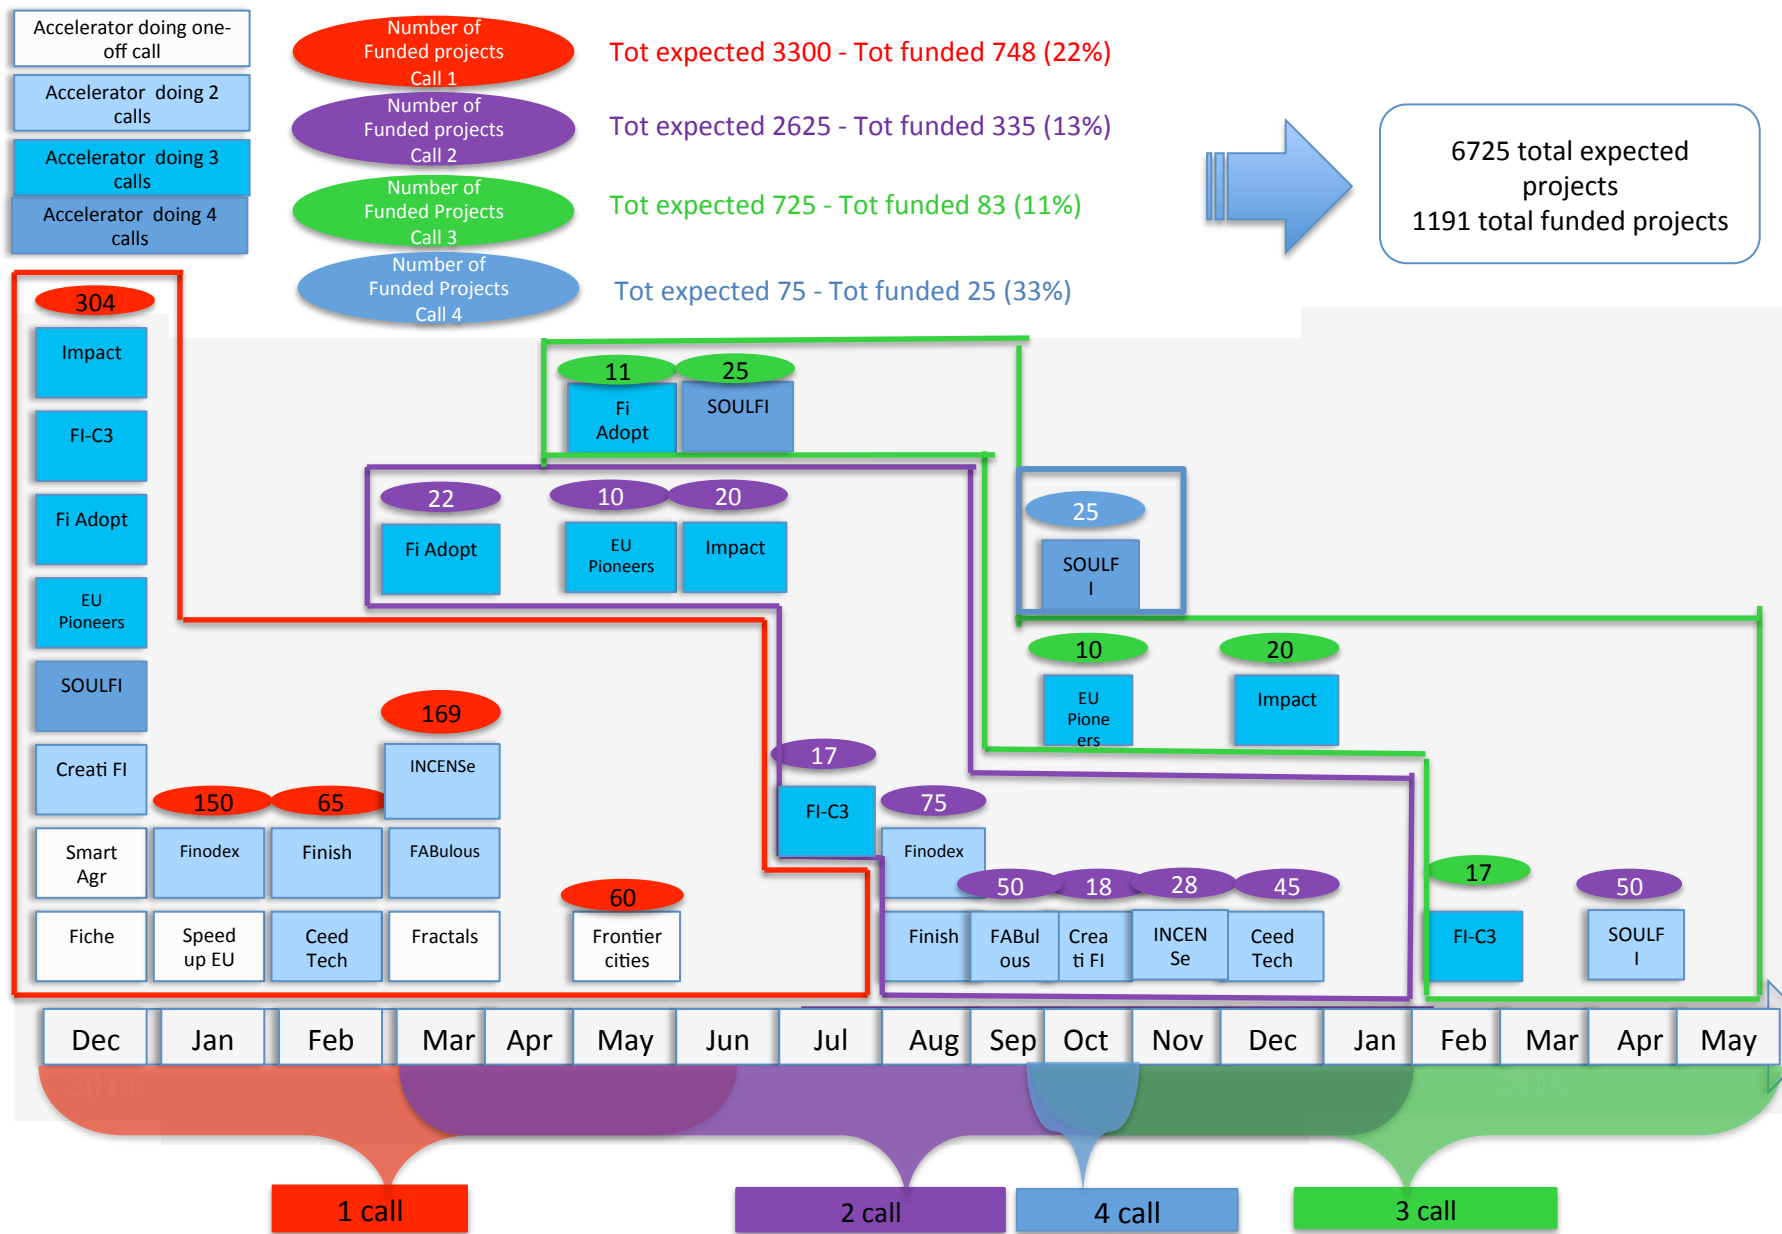 Accelerator doing one-
off call
Accelerator doing 2
calls
Accelerator doing 3
calls
Accelerator doing 4
calls
Number of
Funded projects
Call 1
Tot expected 3300 - Tot funded 748 (22%)
Number of
Funded projects
Call 2
Tot expected 2625 - Tot funded 335 (13%)
Number of
Funded Projects
Call 3
Tot expected 725 - Tot funded 83 (11%)
Number of
Funded Projects
Call 4
Tot expected 75 - Tot funded 25 (33%)
6725 total expected
projects
1191 total funded projects
304
Impact
FI-C3
Fi Adopt
EU
Pioneers
SOULFI
Creati FI
Smart
Agr
Fiche
150
Finodex
Speed
up EU
65
Finish
Ceed
Tech
169
INCENSe
FABulous
Fractals
60
Frontier
cities
11
Fi
Adopt
25
SOULFI
22
Fi Adopt
10
EU
Pioneers
20
Impact
17
FI-C3
75
Finodex
Finish
50
FABul
ous
18
Crea
ti FI
28
INCEN
Se
45
Ceed
Tech
25
SOULF
I
10
EU
Pione
ers
20
Impact
17
FI-C3
50
SOULF
I
Dec
Jan
Feb
Mar
Apr
May
Jun
Jul
Aug
Sep
Oct
Nov
Dec
Jan
Feb
Mar
Apr
May
2014
2016
1 call
2 call
4 call
3 call